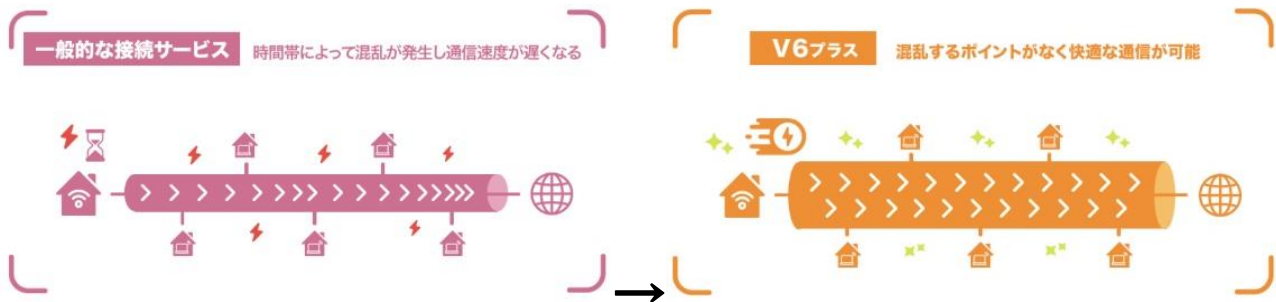 一般的な接続サービス
時間帯によって混乱が発生し通信速度が遅くなる
V6プラス
混乱するポイントがなく快適な通信が可能